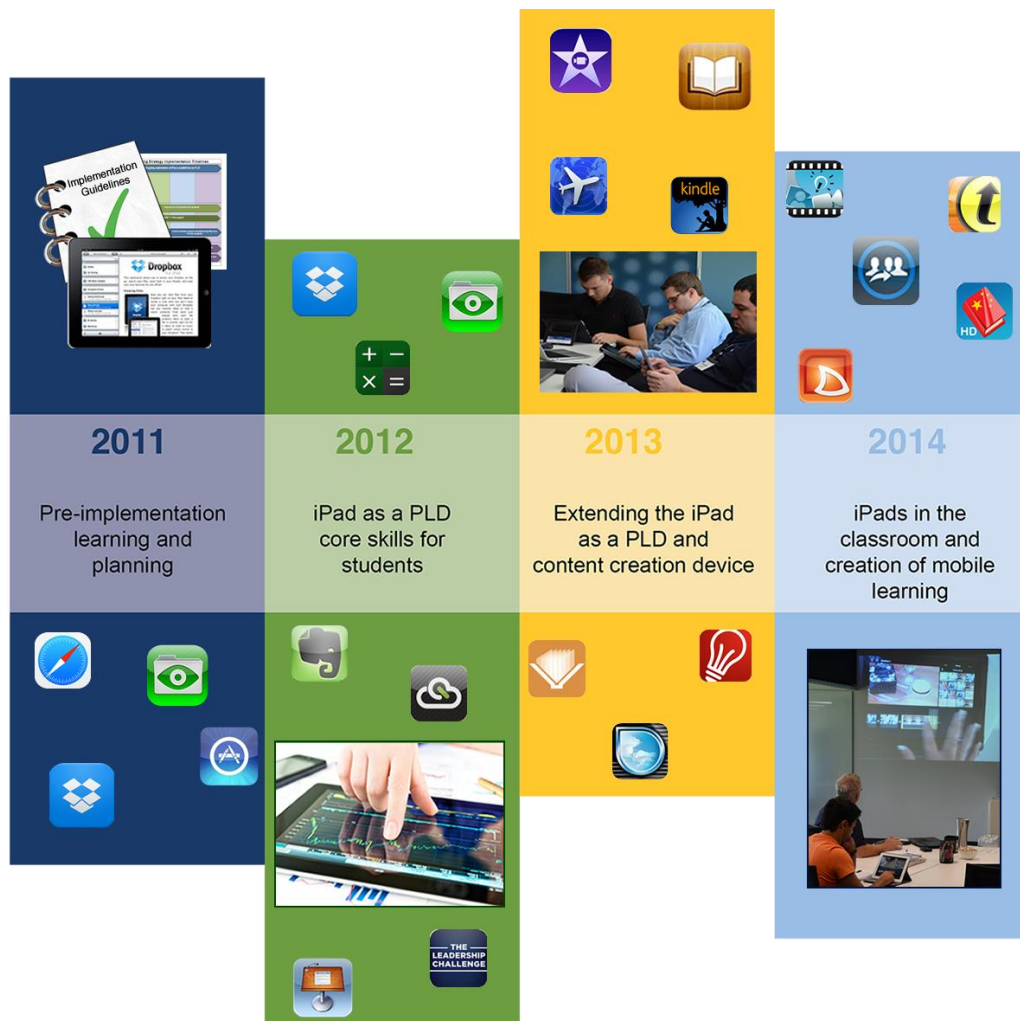 Implementation
Guidelines
Dropbox
2011
Pre-implementation
learning and
planning
+ −
× =
2012
iPad as a PLD
core skills for
students
THE
LEADERSHIP
CHALLENGE
kindle
2013
Extending the iPad
as a PLD and
content creation device
t
HD
2014
iPads in the
classroom and
creation of mobile
learning